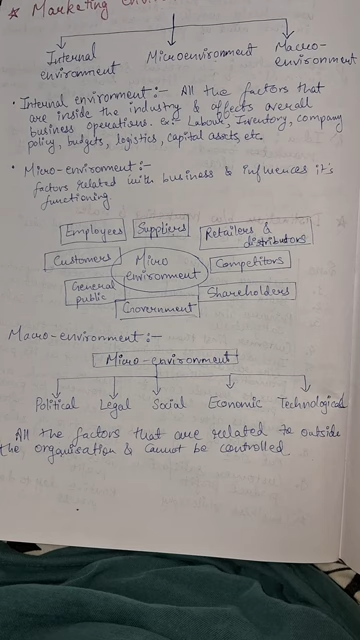 * Marketing
Internal environment
Microenvironment
Macro-environment
• Internal environment:- All the factors that
are inside the industry & affects overall
business operations. ex:- Labour, Inventory, company
policy, budgets, logistics, capital assets, etc.
• Micro-environment:-
factors related with business & influences it's
functioning
Employees
Suppliers
Retailers & distributors
Customers
Micro environment
Competitors
General public
Government
Shareholders
Macro-environment:-
Micro-environment
Political Legal Social Economic Technological
All the factors that are related to outside
the organisation & cannot be controlled.